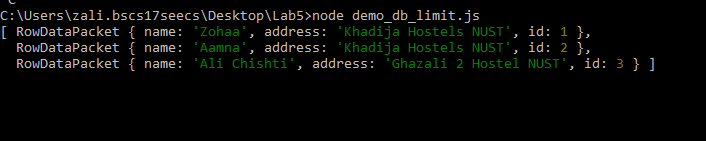 C:\Users\zali.bscs17seecs\Desktop\Lab5>node demo_db_limit.js
[ RowDataPacket { name: 'Zohaa', address: 'Khadija Hostels NUST', id: 1 },
  RowDataPacket { name: 'Aamna', address: 'Khadija Hostels NUST', id: 2 },
  RowDataPacket { name: 'Ali Chishti', address: 'Ghazali 2 Hostel NUST', id: 3 } ]